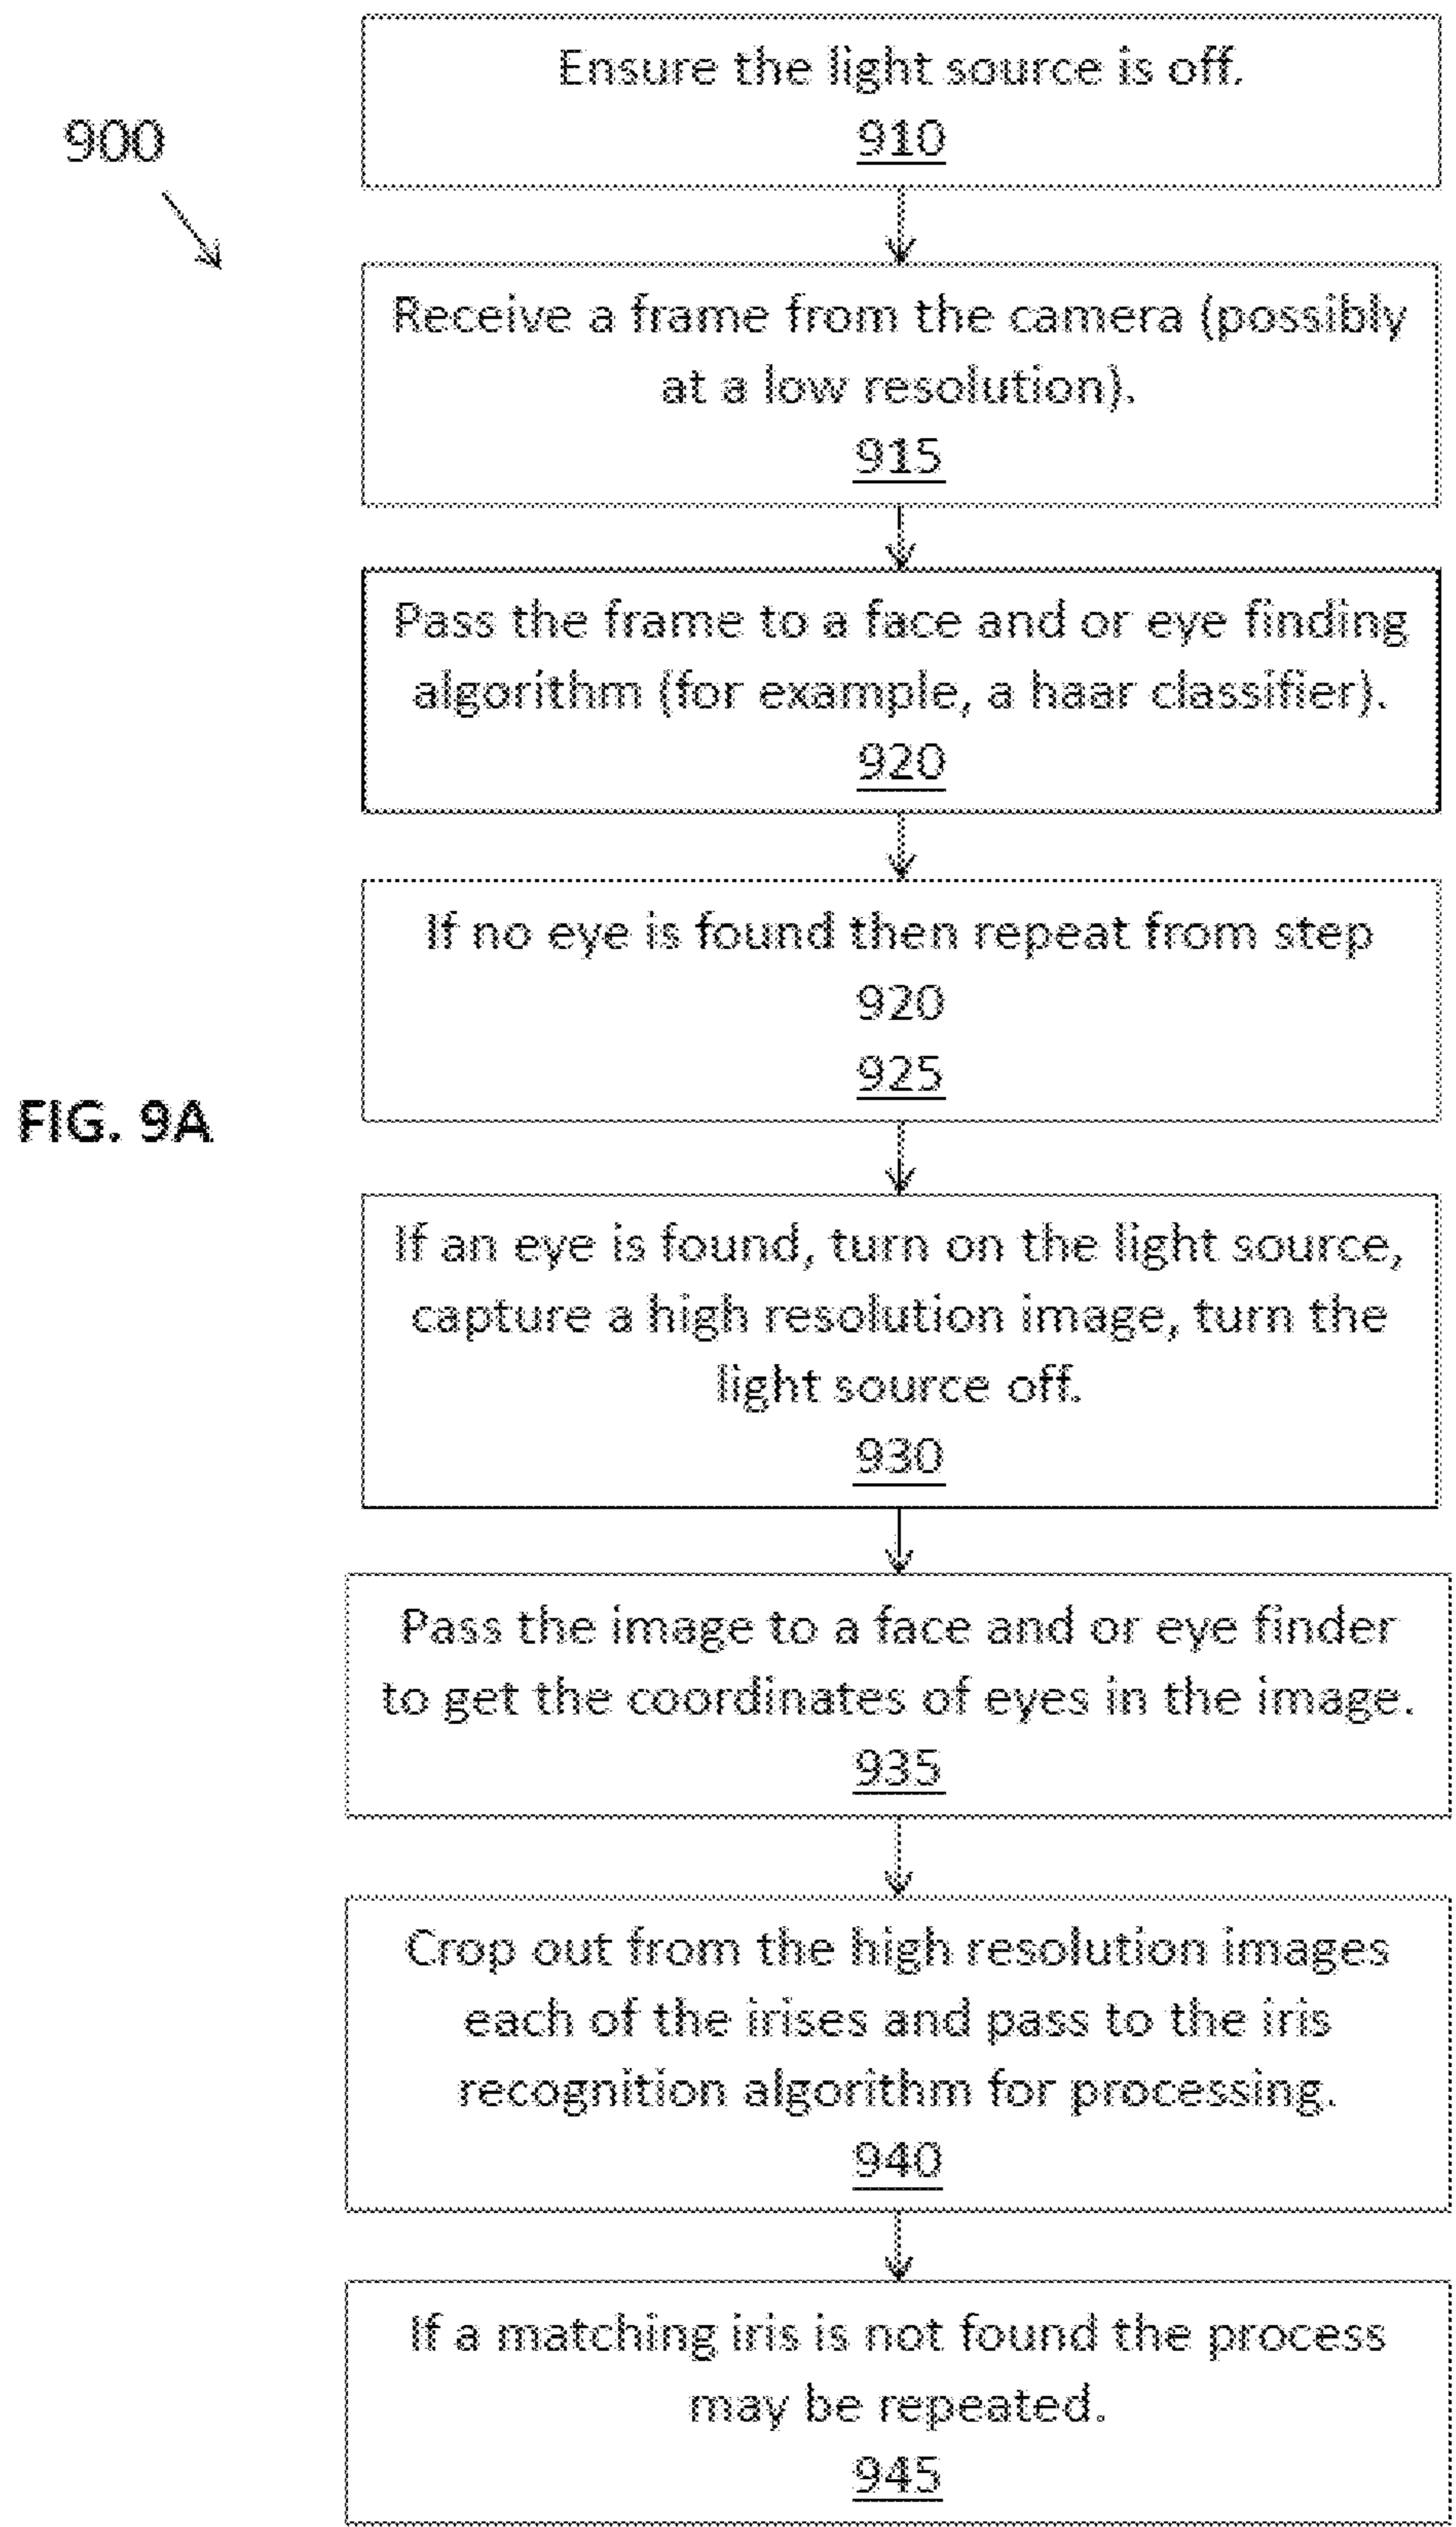 900
Ensure the light source is off.
910
Receive a frame from the camera (possibly
at a low resolution).
915
Pass the frame to a face and or eye finding
algorithm (for example, a haar classifier).
920
If no eye is found then repeat from step
920
925
FIG. 9A
If an eye is found, turn on the light source,
capture a high resolution image, turn the
light source off.
930
Pass the image to a face and or eye finder
to get the coordinates of eyes in the image.
935
Crop out from the high resolution images
each of the irises and pass to the iris
recognition algorithm for processing.
940
If a matching iris is not found the process
may be repeated.
945